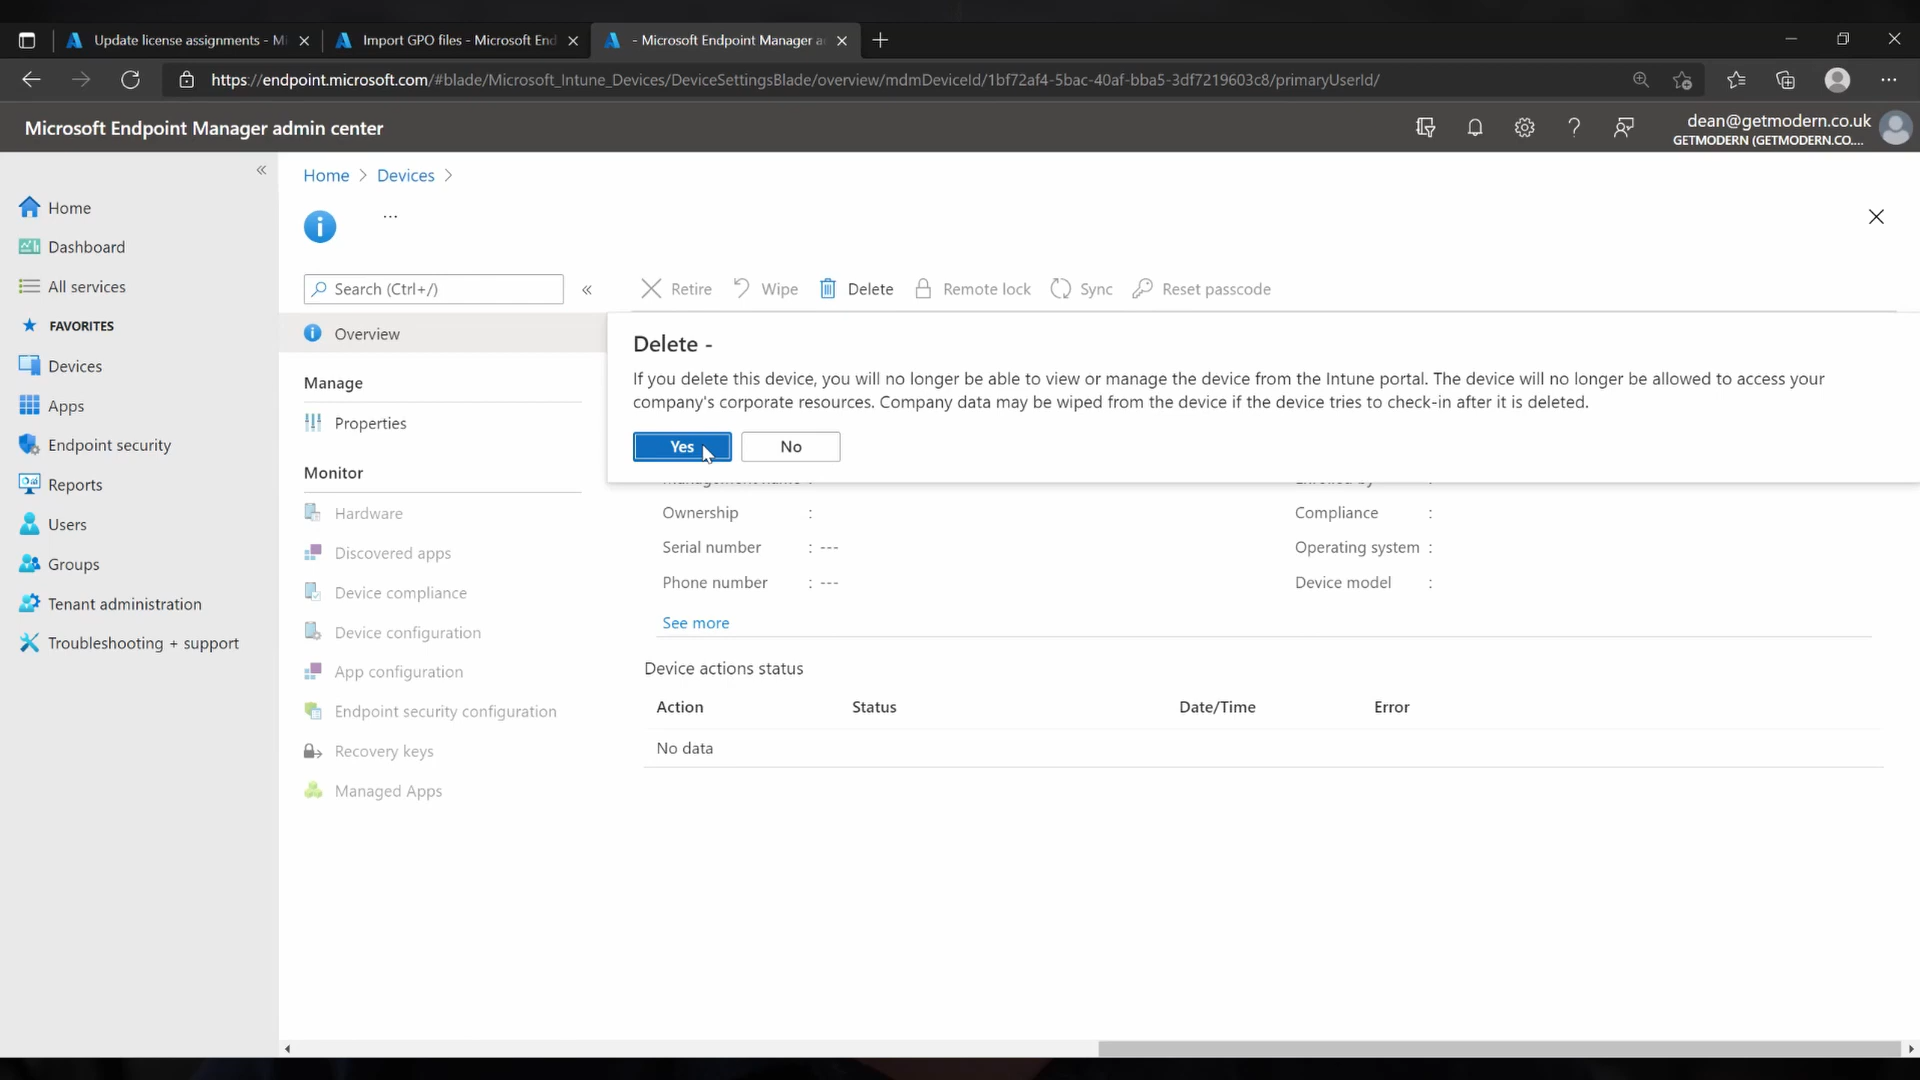 Update license assignments - Mi
Import GPO files - Microsoft End
- Microsoft Endpoint Manager a
https://endpoint.microsoft.com/#blade/Microsoft_Intune_Devices/DeviceSettingsBlade/overview/mdmDeviceId/1bf72af4-5bac-40af-bba5-3df7219603c8/primaryUserId/
Microsoft Endpoint Manager admin center
dean@getmodern.co.uk
GETMODERN (GETMODERN.CO....
Home > Devices >
...
Home
Dashboard
All services
FAVORITES
Devices
Apps
Endpoint security
Reports
Users
Groups
Tenant administration
Troubleshooting + support
Search (Ctrl+/)
Overview
Manage
Properties
Monitor
Hardware
Discovered apps
Device compliance
Device configuration
App configuration
Endpoint security configuration
Recovery keys
Managed Apps
Retire Wipe Delete Remote lock Sync Reset passcode
Delete -
If you delete this device, you will no longer be able to view or manage the device from the Intune portal. The device will no longer be allowed to access your
company's corporate resources. Company data may be wiped from the device if the device tries to check-in after it is deleted.
Yes No
Management name : Enrolled by :
Ownership : Compliance :
Serial number : --- Operating system :
Phone number : --- Device model :
See more
Device actions status
Action Status Date/Time Error
No data